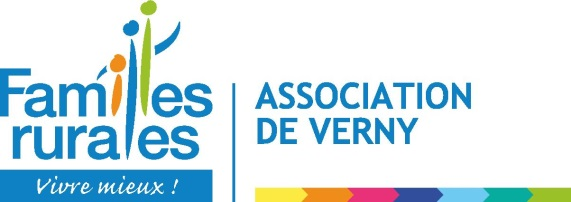 Familles
rurales
Vivre mieux !
ASSOCIATION
DE VERNY